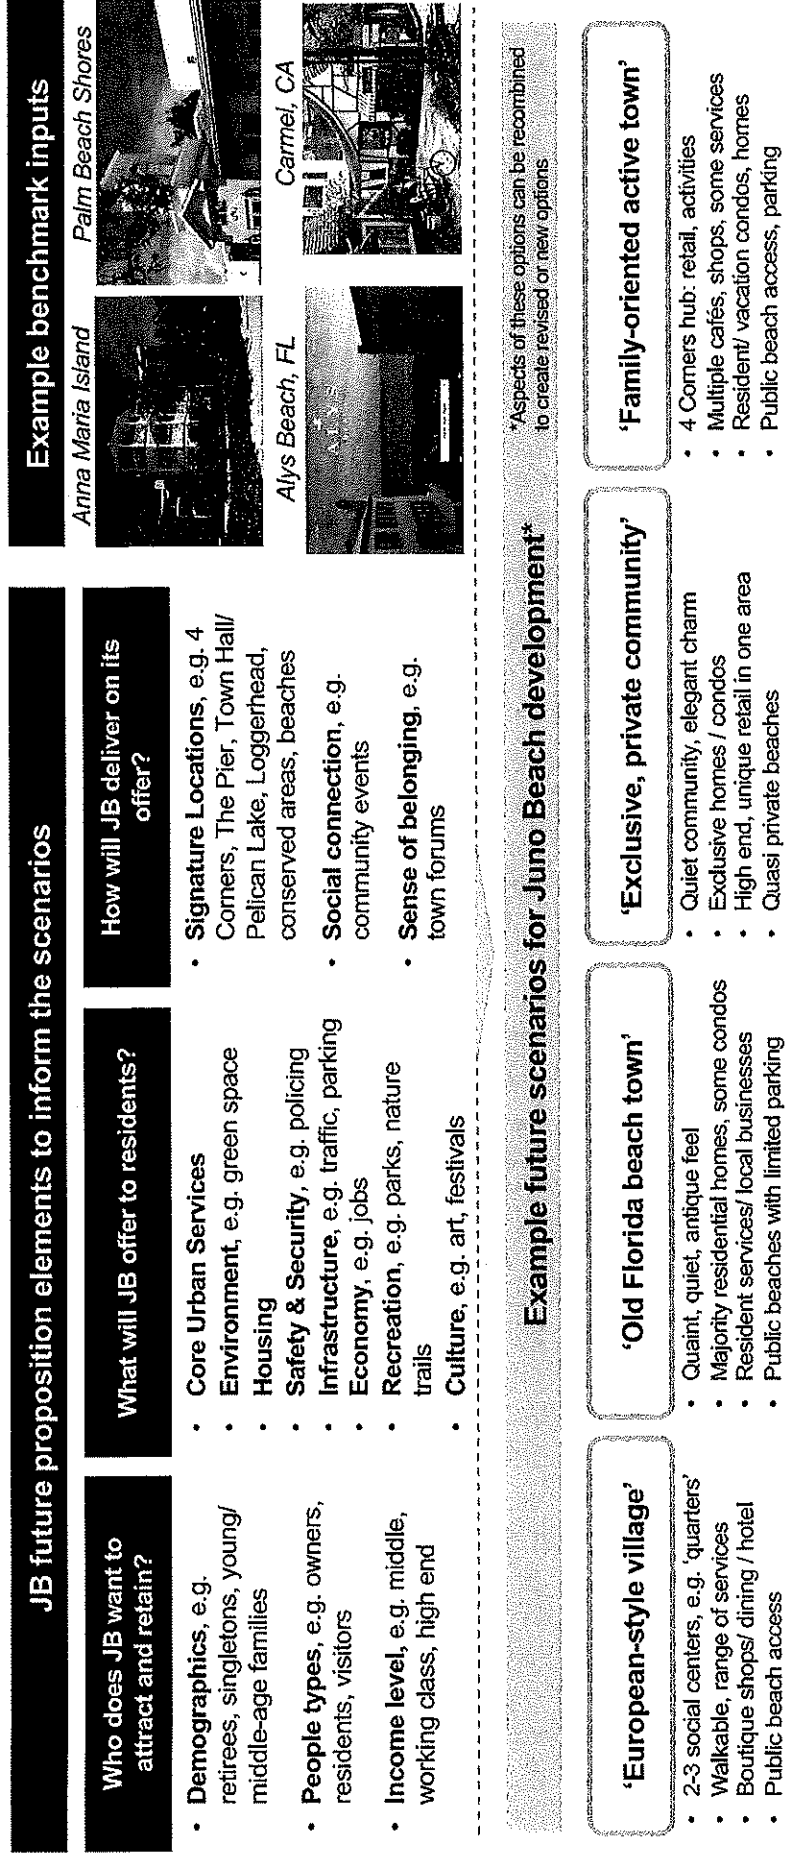 JB future proposition elements to inform the scenarios
Who does JB want to
attract and retain?
• Demographics, e.g.
retirees, singletons, young/
middle-age families
• People types, e.g. owners,
residents, visitors
• Income level, e.g. middle,
working class, high end
What will JB offer to residents?
• Core Urban Services
• Environment, e.g. green space
• Housing
• Safety & Security, e.g. policing
• Infrastructure, e.g. traffic, parking
• Economy, e.g. jobs
• Recreation, e.g. parks, nature
trails
• Culture, e.g. art, festivals
How will JB deliver on its
offer?
• Signature Locations, e.g. 4
Corners, The Pier, Town Hall/
Pelican Lake, Loggerhead,
conserved areas, beaches
• Social connection, e.g.
community events
• Sense of belonging, e.g.
town forums
Example benchmark inputs
Anna Maria Island
Palm Beach Shores
Alys Beach, FL
Carmel, CA
Example future scenarios for Juno Beach development*
*Aspects of these options can be recombined
to create revised or new options
‘European-style village’
• 2-3 social centers, e.g. ‘quarters’
• Walkable, range of services
• Boutique shops/ dining / hotel
• Public beach access
‘Old Florida beach town’
• Quaint, quiet, antique feel
• Majority residential homes, some condos
• Resident services/ local businesses
• Public beaches with limited parking
‘Exclusive, private community’
• Quiet community, elegant charm
• Exclusive homes / condos
• High end, unique retail in one area
• Quasi private beaches
‘Family-oriented active town’
• 4 Corners hub: retail, activities
• Multiple cafés, shops, some services
• Resident/ vacation condos, homes
• Public beach access, parking